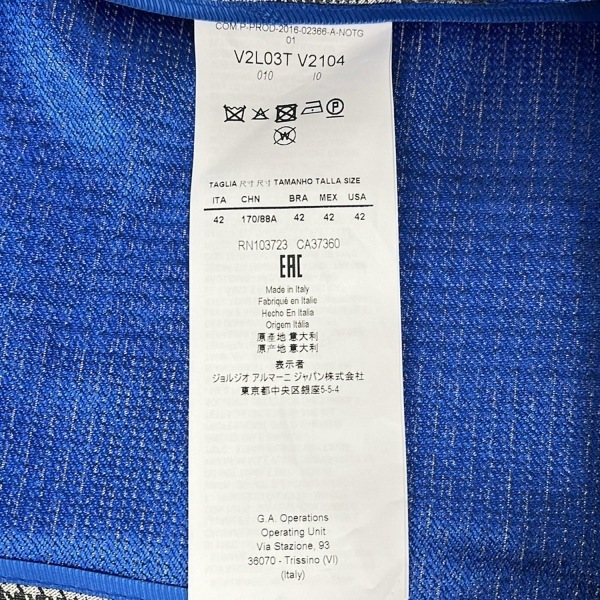 COM.P-PROD-2016-02366-A-NOTG
01
V2L03T V2104
010 I0
TAGLIA 尺寸 尺寸 TAMANHO TALLA SIZE
ITA CHN BRA MEX USA
42 170/88A 42 42 42
RN103723 CA37360
EAC
Made in Italy
Fabriqué en Italie
Hecho En Italia
Origem Itália
原產地 意大利
原产地 意大利
表示者
ジョルジオ アルマーニ ジャパン株式会社
東京都中央区銀座5-5-4
G.A. Operations
Operating Unit
Via Stazione, 93
36070 - Trissino (VI)
(Italy)